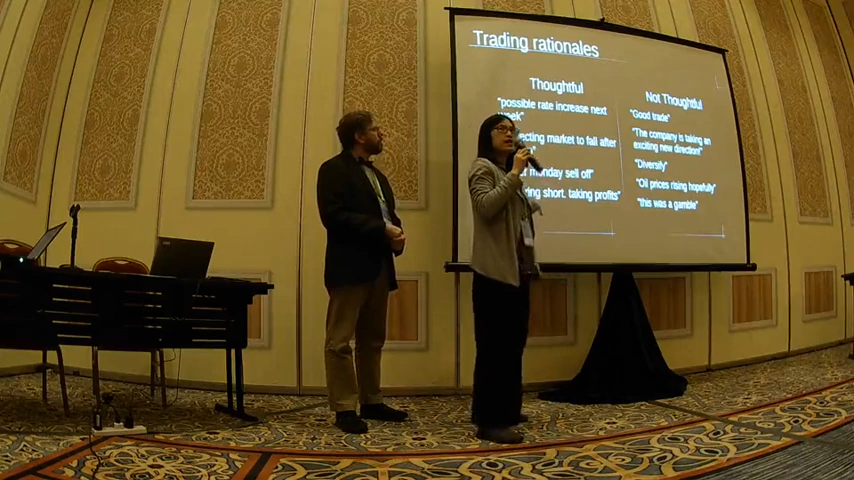 Trading rationales
Thoughtful
"possible rate increase next
week"
market to fall after
monday sell off"
short, taking profits"
Not Thoughtful
"Good trade"
"The company is taking an
exciting new direction!"
"Diversify"
"Oil prices rising hopefully"
"this was a gamble"